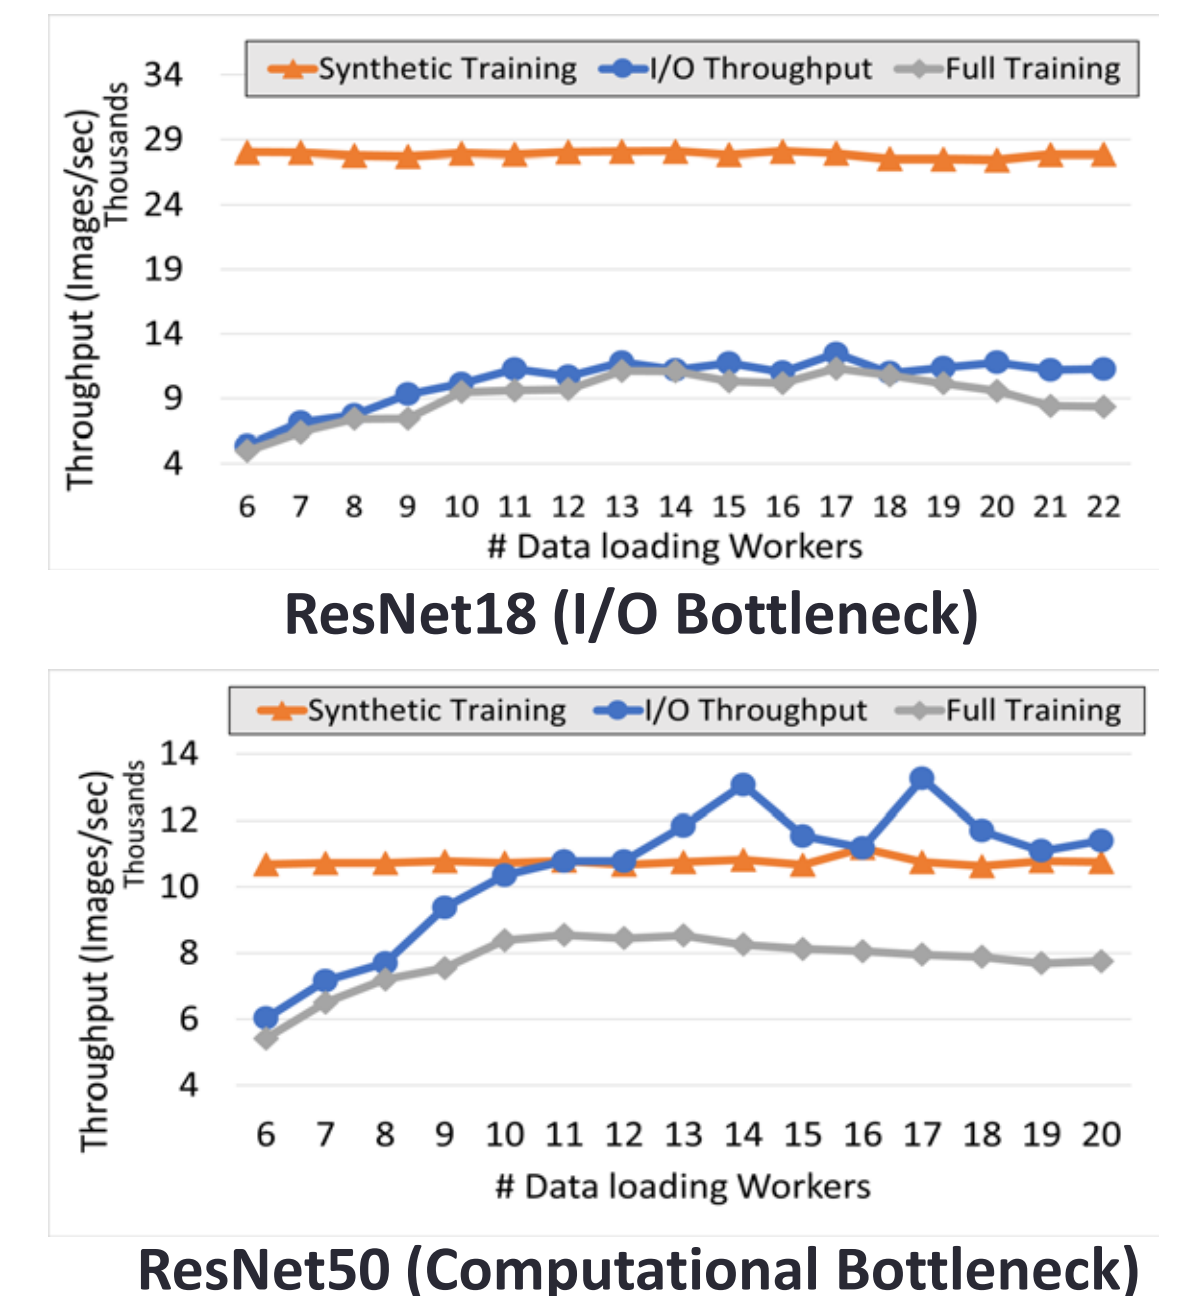 Synthetic Training I/O Throughput Full Training
Throughput (Images/sec)
Thousands
34
29
24
19
14
9
4
6 7 8 9 10 11 12 13 14 15 16 17 18 19 20 21 22
# Data loading Workers
ResNet18 (I/O Bottleneck)
Synthetic Training I/O Throughput Full Training
Throughput (Images/sec)
Thousands
14
12
10
8
6
4
6 7 8 9 10 11 12 13 14 15 16 17 18 19 20
# Data loading Workers
ResNet50 (Computational Bottleneck)